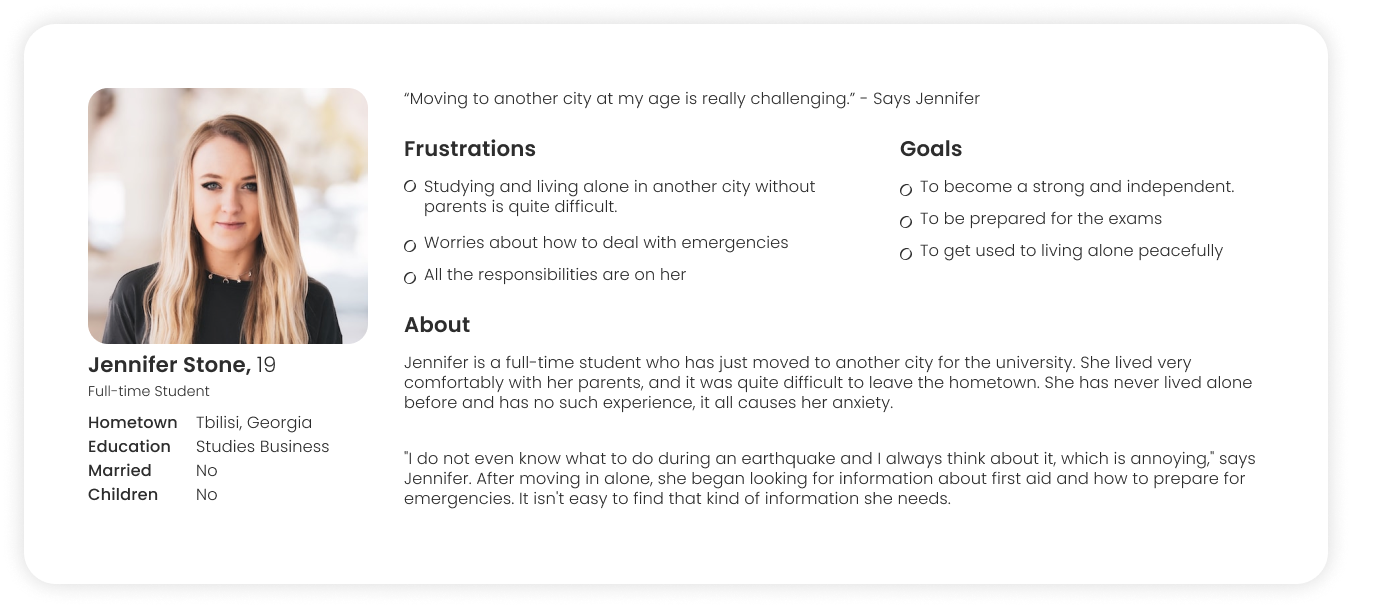 “Moving to another city at my age is really challenging.” - Says Jennifer
Frustrations
Studying and living alone in another city without
parents is quite difficult.
Worries about how to deal with emergencies
All the responsibilities are on her
Goals
To become a strong and independent.
To be prepared for the exams
To get used to living alone peacefully
About
Jennifer is a full-time student who has just moved to another city for the university. She lived very
comfortably with her parents, and it was quite difficult to leave the hometown. She has never lived alone
before and has no such experience, it all causes her anxiety.
"I do not even know what to do during an earthquake and I always think about it, which is annoying," says
Jennifer. After moving in alone, she began looking for information about first aid and how to prepare for
emergencies. It isn't easy to find that kind of information she needs.
Jennifer Stone, 19
Full-time Student
Hometown Tbilisi, Georgia
Education Studies Business
Married No
Children No